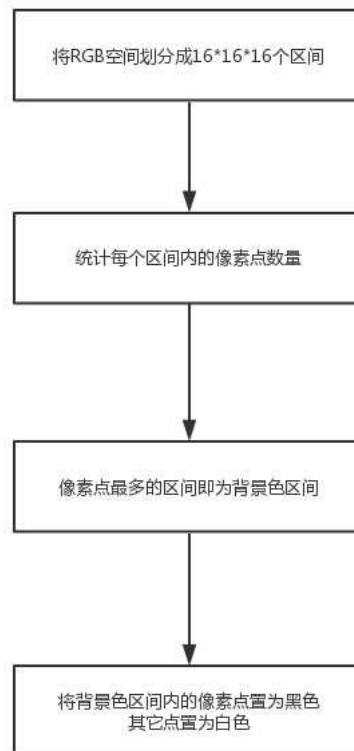 将RGB空间划分成16*16*16个区间
统计每个区间内的像素点数量
像素点最多的区间即为背景色区间
将背景色区间内的像素点置为黑色
其它点置为白色